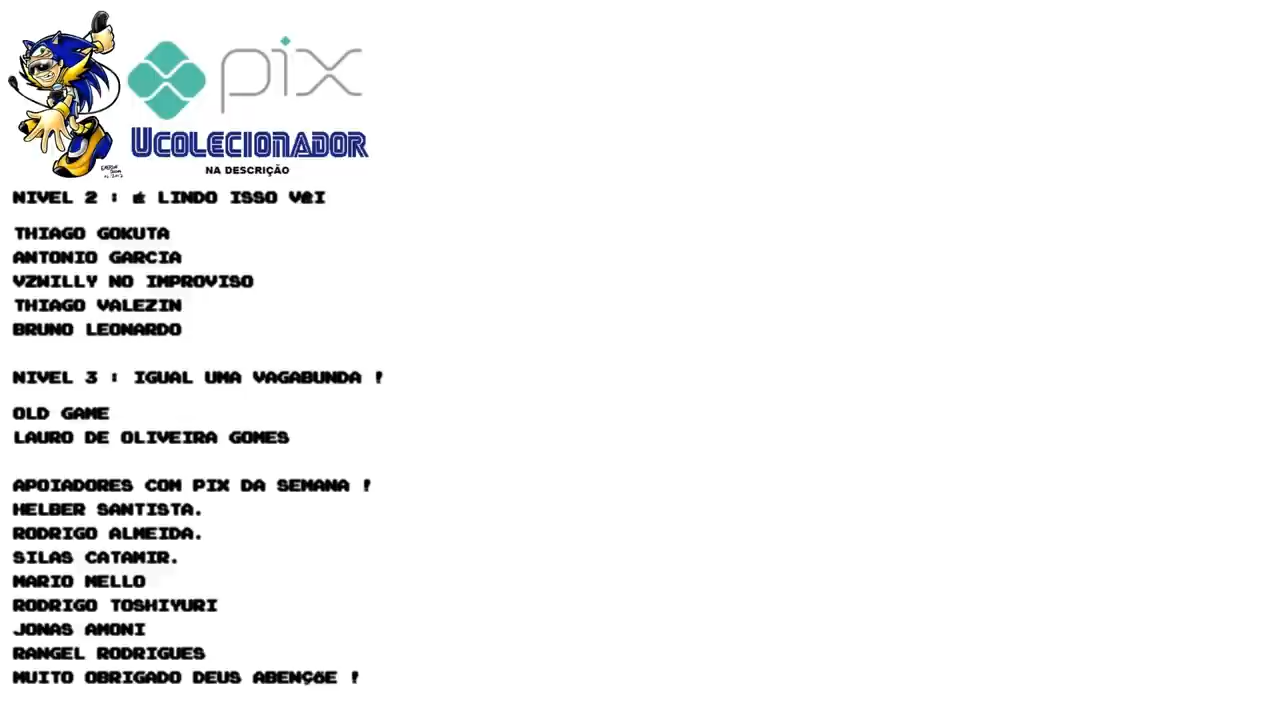 pix
UCOLECIONADOR
NA DESCRIÇÃO
NIVEL 2 : É LINDO ISSO VÉI
THIAGO GOKUTA
ANTONIO GARCIA
VZWILLY NO IMPROVISO
THIAGO VALEZIN
BRUNO LEONARDO
NIVEL 3 : IGUAL UMA VAGABUNDA !
OLD GAME
LAURO DE OLIVEIRA GOMES
APOIADORES COM PIX DA SEMANA !
HELBER SANTISTA.
RODRIGO ALMEIDA.
SILAS CATAMIR.
MARIO MELLO
RODRIGO TOSHIYURI
JONAS AMONI
RANGEL RODRIGUES
MUITO OBRIGADO DEUS ABENÇÕE !